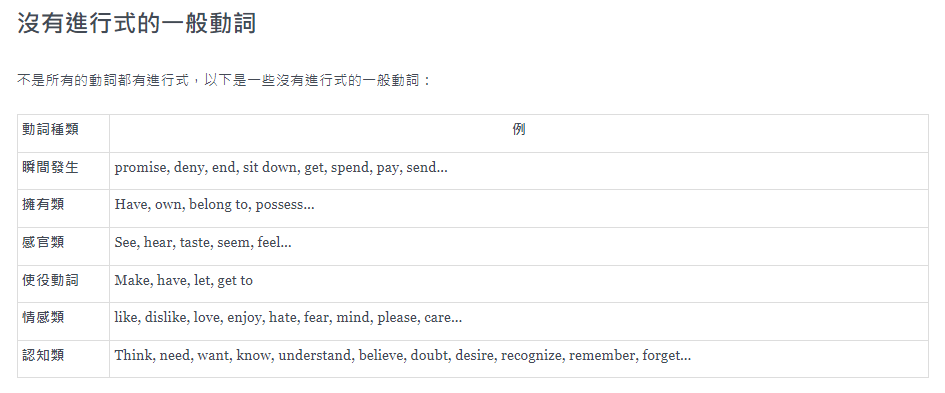 沒有進行式的一般動詞
不是所有的動詞都有進行式，以下是一些沒有進行式的一般動詞：
動詞種類 例
瞬間發生 promise, deny, end, sit down, get, spend, pay, send...
擁有類 Have, own, belong to, possess...
感官類 See, hear, taste, seem, feel...
使役動詞 Make, have, let, get to
情感類 like, dislike, love, enjoy, hate, fear, mind, please, care...
認知類 Think, need, want, know, understand, believe, doubt, desire, recognize, remember, forget...